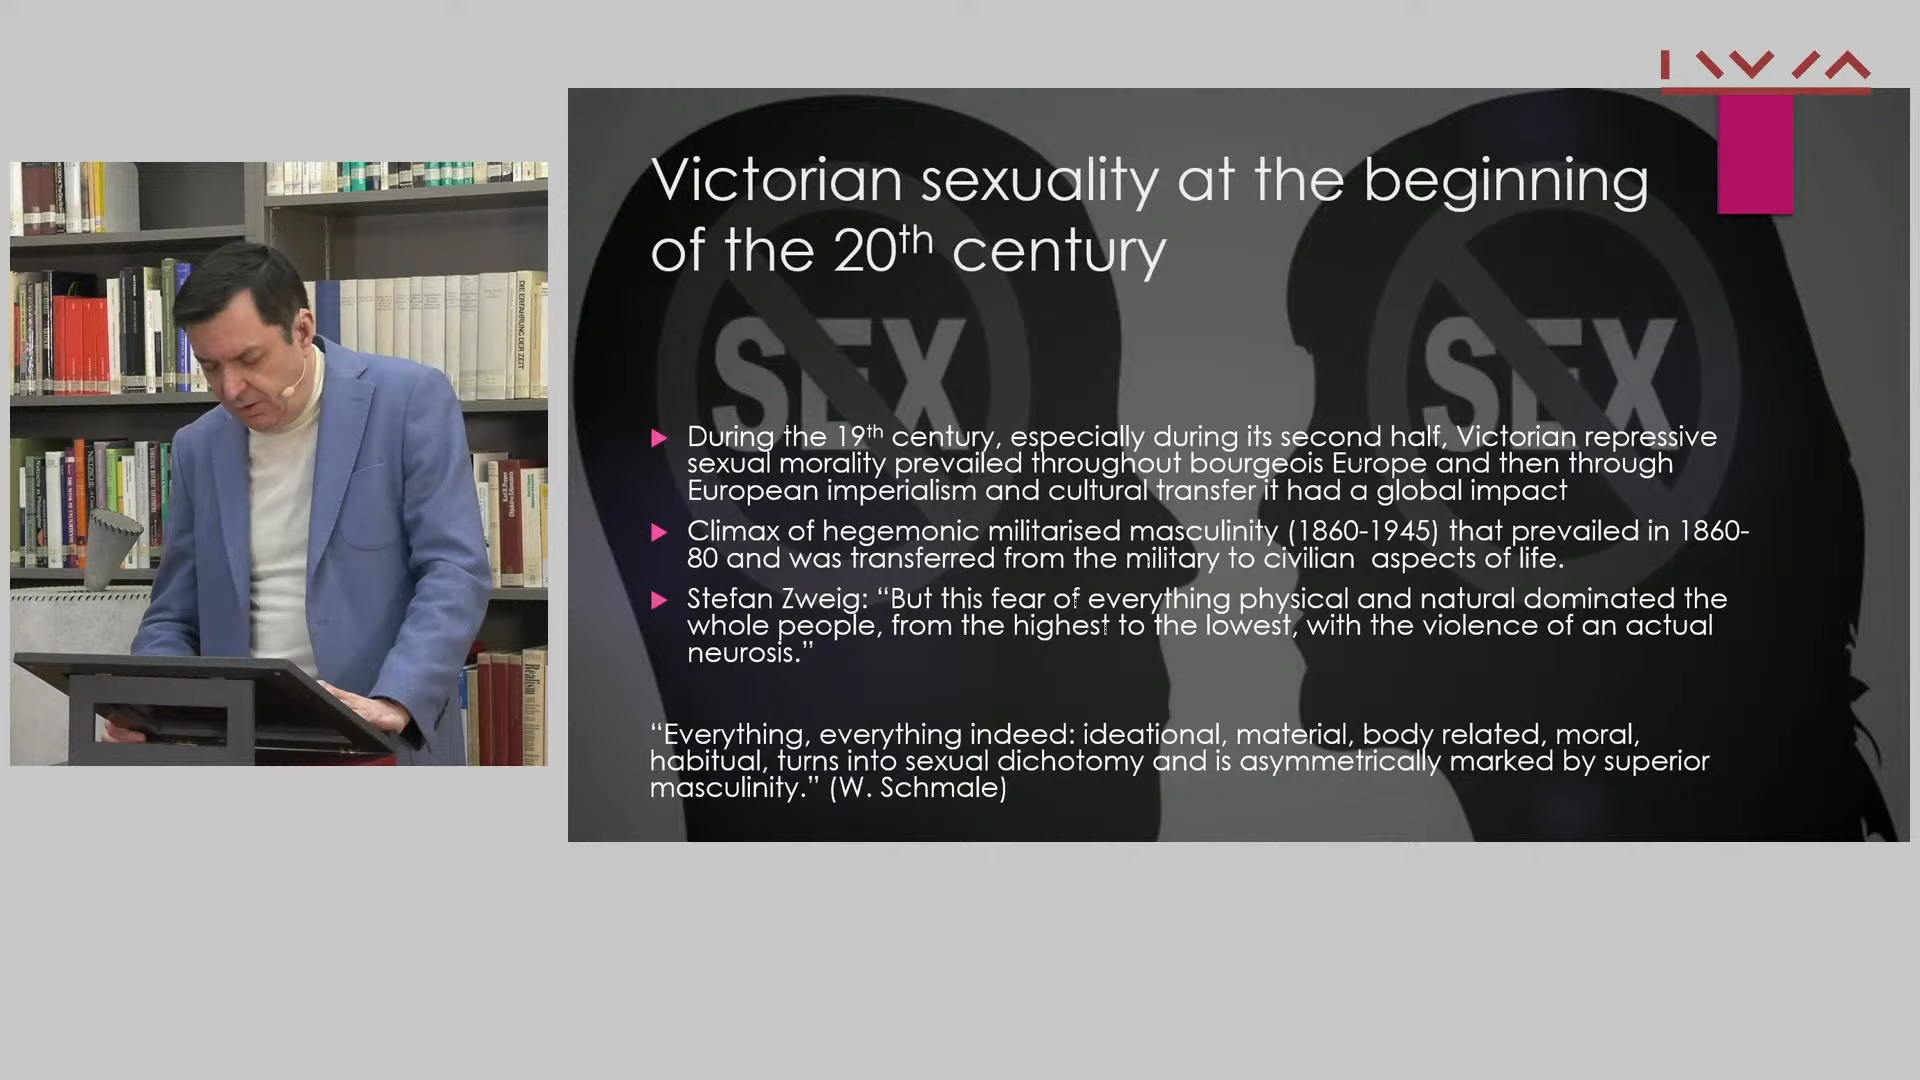 Victorian sexuality at the beginning
of the 20th century
SEX
SEX
During the 19th century, especially during its second half, Victorian repressive
sexual morality prevailed throughout bourgeois Europe and then through
European imperialism and cultural transfer it had a global impact
Climax of hegemonic militarised masculinity (1860-1945) that prevailed in 1860-
80 and was transferred from the military to civilian aspects of life.
Stefan Zweig: “But this fear of everything physical and natural dominated the
whole people, from the highest to the lowest, with the violence of an actual
neurosis.”
“Everything, everything indeed: ideational, material, body related, moral,
habitual, turns into sexual dichotomy and is asymmetrically marked by superior
masculinity.” (W. Schmale)
DIE ERFAHRUNG DER ZEIT
Realism